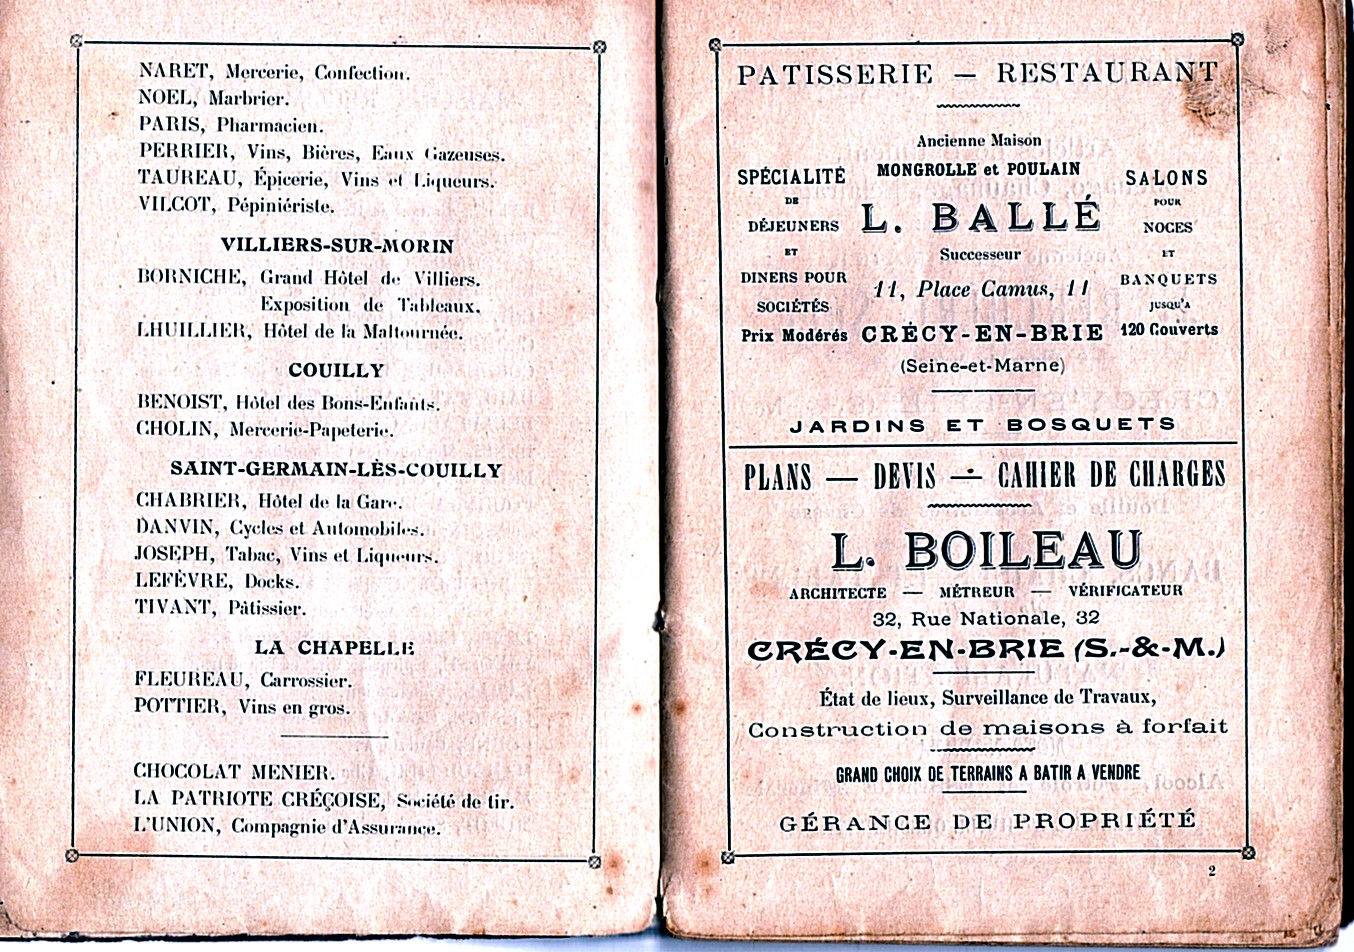 NARET, Mercerie, Confection.
NOEL, Marbrier.
PARIS, Pharmacien.
PERRIER, Vins, Bières, Eaux Gazeuses.
TAUREAU, Épicerie, Vins et Liqueurs.
VILCOT, Pépiniériste.
VILLIERS-SUR-MORIN
BORNICHE, Grand Hôtel de Villiers.
Exposition de Tableaux.
LHUILLIER, Hôtel de la Maltournée.
COUILLY
BENOIST, Hôtel des Bons-Enfants.
CHOLIN, Mercerie-Papeterie.
SAINT-GERMAIN-LÈS-COUILLY
CHABRIER, Hôtel de la Gare.
DANVIN, Cycles et Automobiles.
JOSEPH, Tabac, Vins et Liqueurs.
LEFÈVRE, Docks.
TIVANT, Pâtissier.
LA CHAPELLE
FLEUREAU, Carrossier.
POTTIER, Vins en gros.
CHOCOLAT MENIER.
LA PATRIOTE CRÉÇOISE, Société de tir.
L'UNION, Compagnie d'Assurance.
PATISSERIE — RESTAURANT
Ancienne Maison
MONGROLLE et POULAIN
L. BALLÉ
Successeur
11, Place Camus, 11
CRÉCY-EN-BRIE
(Seine-et-Marne)
SPÉCIALITÉ
DE
DÉJEUNERS
ET
DINERS POUR
SOCIÉTÉS
Prix Modérés
SALONS
POUR
NOCES
ET
BANQUETS
JUSQU'A
120 Couverts
JARDINS ET BOSQUETS
PLANS — DEVIS — CAHIER DE CHARGES
L. BOILEAU
ARCHITECTE — MÉTREUR — VÉRIFICATEUR
32, Rue Nationale, 32
CRÉCY-EN-BRIE (S.-&-M.)
État de lieux, Surveillance de Travaux,
Construction de maisons à forfait
GRAND CHOIX DE TERRAINS A BATIR A VENDRE
GÉRANCE DE PROPRIÉTÉ
2